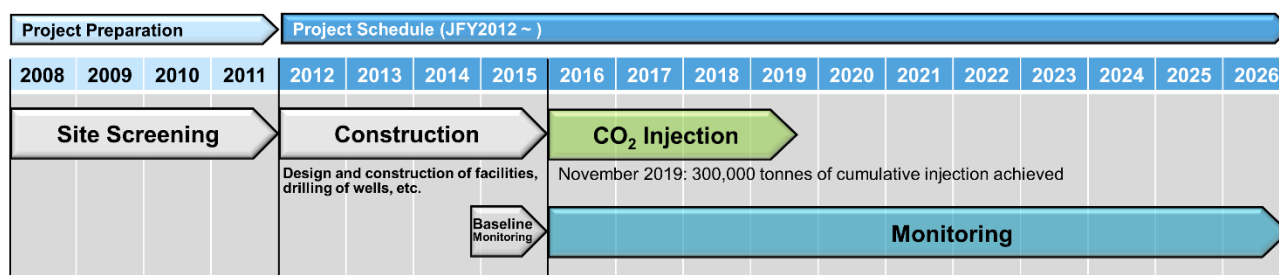 Project Preparation
Project Schedule (JFY2012 ~ )
2008 2009 2010 2011 2012 2013 2014 2015 2016 2017 2018 2019 2020 2021 2022 2023 2024 2025 2026
Site Screening
Construction
CO₂ Injection
Design and construction of facilities,
drilling of wells, etc.
November 2019: 300,000 tonnes of cumulative injection achieved
Baseline
Monitoring
Monitoring